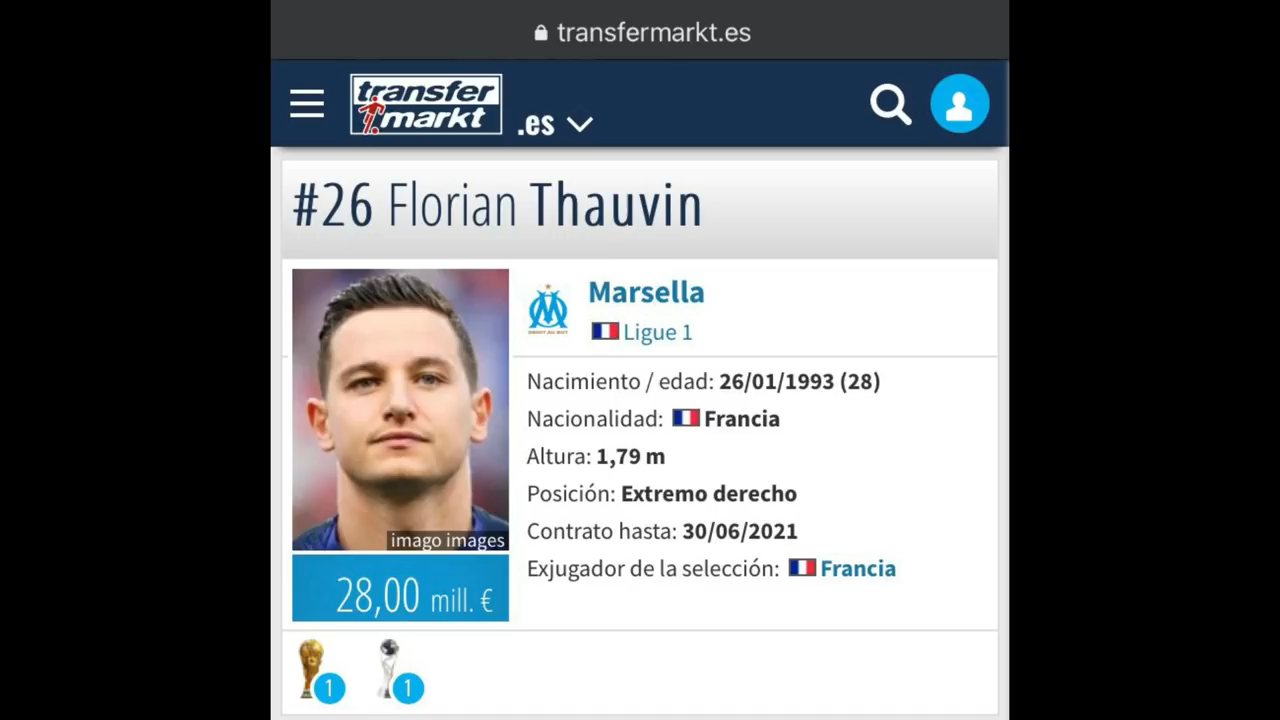 transfermarkt.es
transfer
markt
.es
#26 Florian Thauvin
Marsella
Ligue 1
Nacimiento / edad: 26/01/1993 (28)
Nacionalidad: Francia
Altura: 1,79 m
Posición: Extremo derecho
Contrato hasta: 30/06/2021
Exjugador de la selección: Francia
imago images
28,00 mill. €
1
1